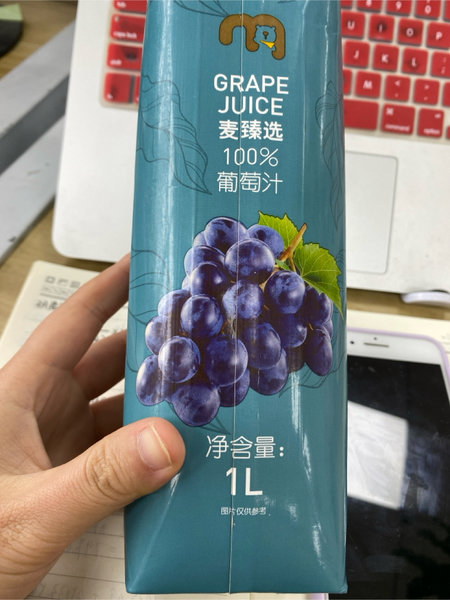 GRAPE
JUICE
麦臻选
100%
葡萄汁
净含量:
1L
图片仅供参考
command